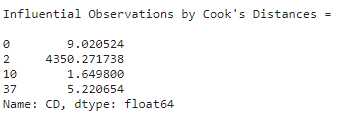 Influential Observations by Cook's Distances =
0 9.020524
2 4350.271738
10 1.649800
37 5.220654
Name: CD, dtype: float64